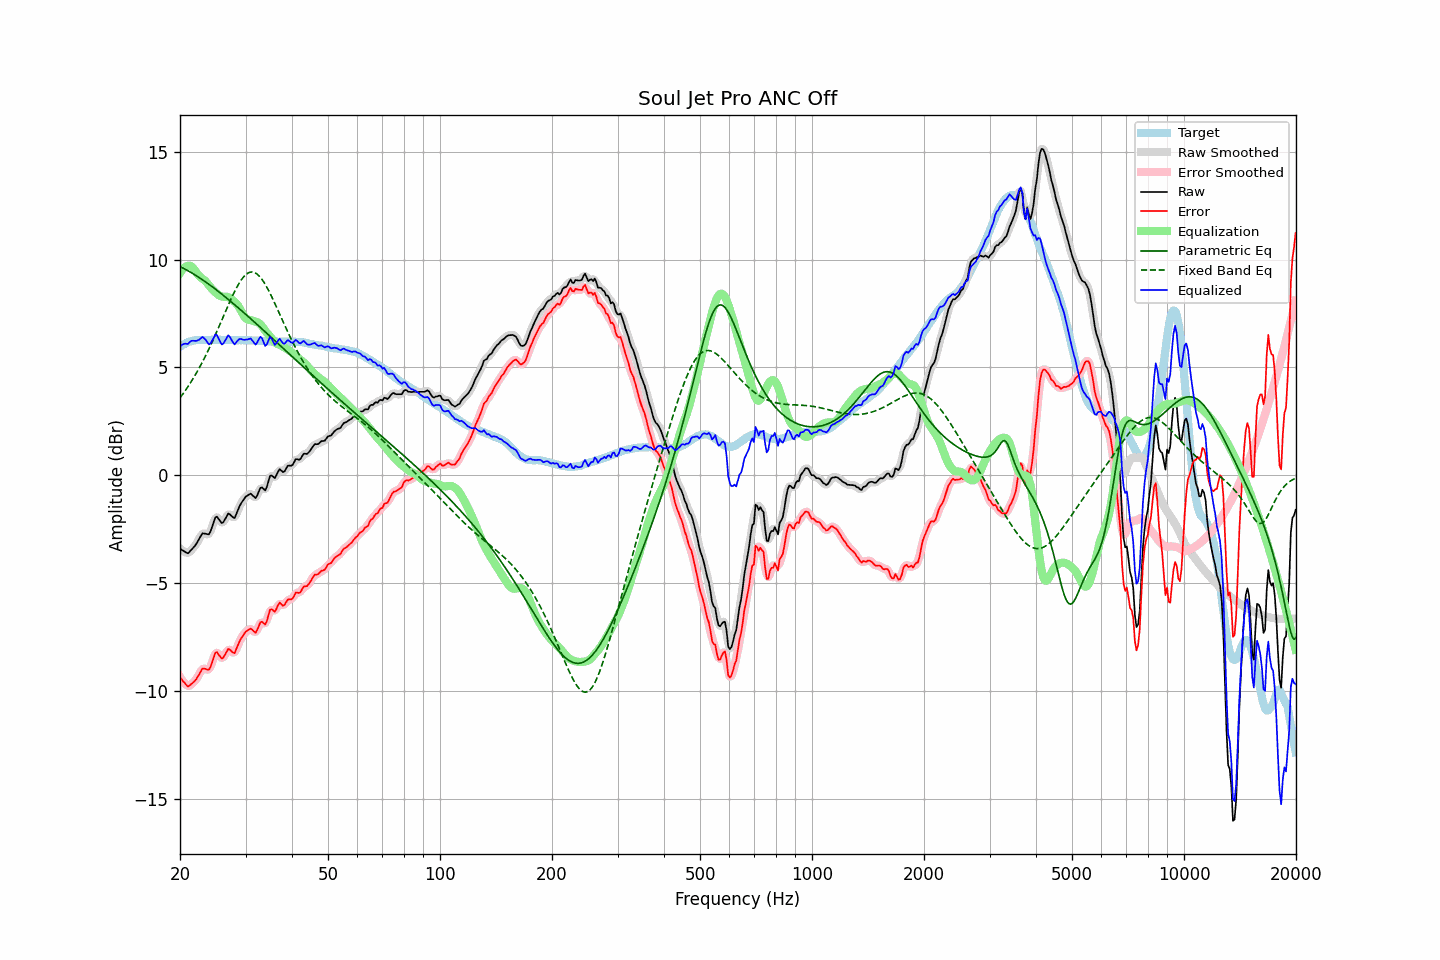 Soul Jet Pro ANC Off
Target
Raw Smoothed
Error Smoothed
Raw
Error
Equalization
Parametric Eq
Fixed Band Eq
Equalized
Amplitude (dBr)
15
10
5
0
−5
−10
−15
20 50 100 200 500 1000 2000 5000 10000 20000
Frequency (Hz)